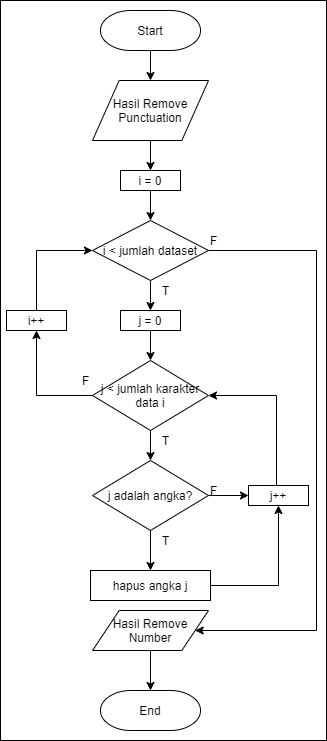 Start
Hasil Remove
Punctuation
i = 0
i < jumlah dataset
F
T
i++
j = 0
F
j < jumlah karakter
data i
T
j adalah angka?
F
j++
T
hapus angka j
Hasil Remove
Number
End